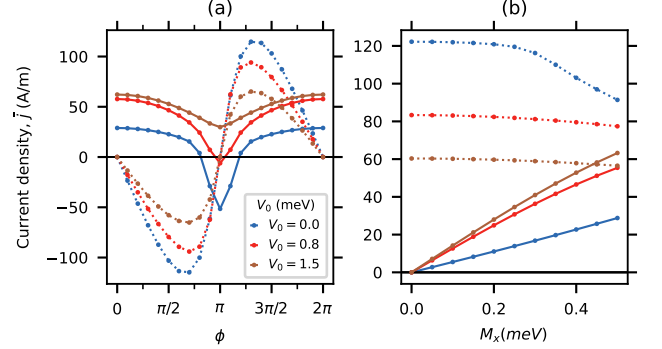 (a)
(b)
Current density, j̄ (A/m)
100
50
0
−50
−100
V₀ (meV)
V₀ = 0.0
V₀ = 0.8
V₀ = 1.5
0
π/2
π
3π/2
2π
ϕ
120
100
80
60
40
20
0
0.0
0.2
0.4
Mₓ(meV)